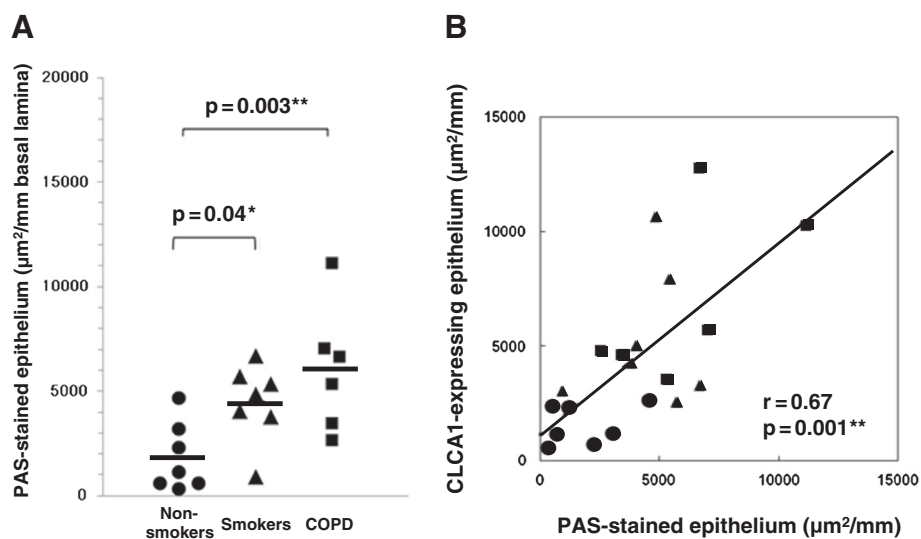 A
PAS-stained epithelium (µm²/mm basal lamina)
20000
15000
10000
5000
0
p = 0.003**
p = 0.04*
Non-
smokers
Smokers
COPD
B
CLCA1-expressing epithelium (µm²/mm)
15000
10000
5000
0
r = 0.67
p = 0.001**
0
5000
10000
15000
PAS-stained epithelium (µm²/mm)